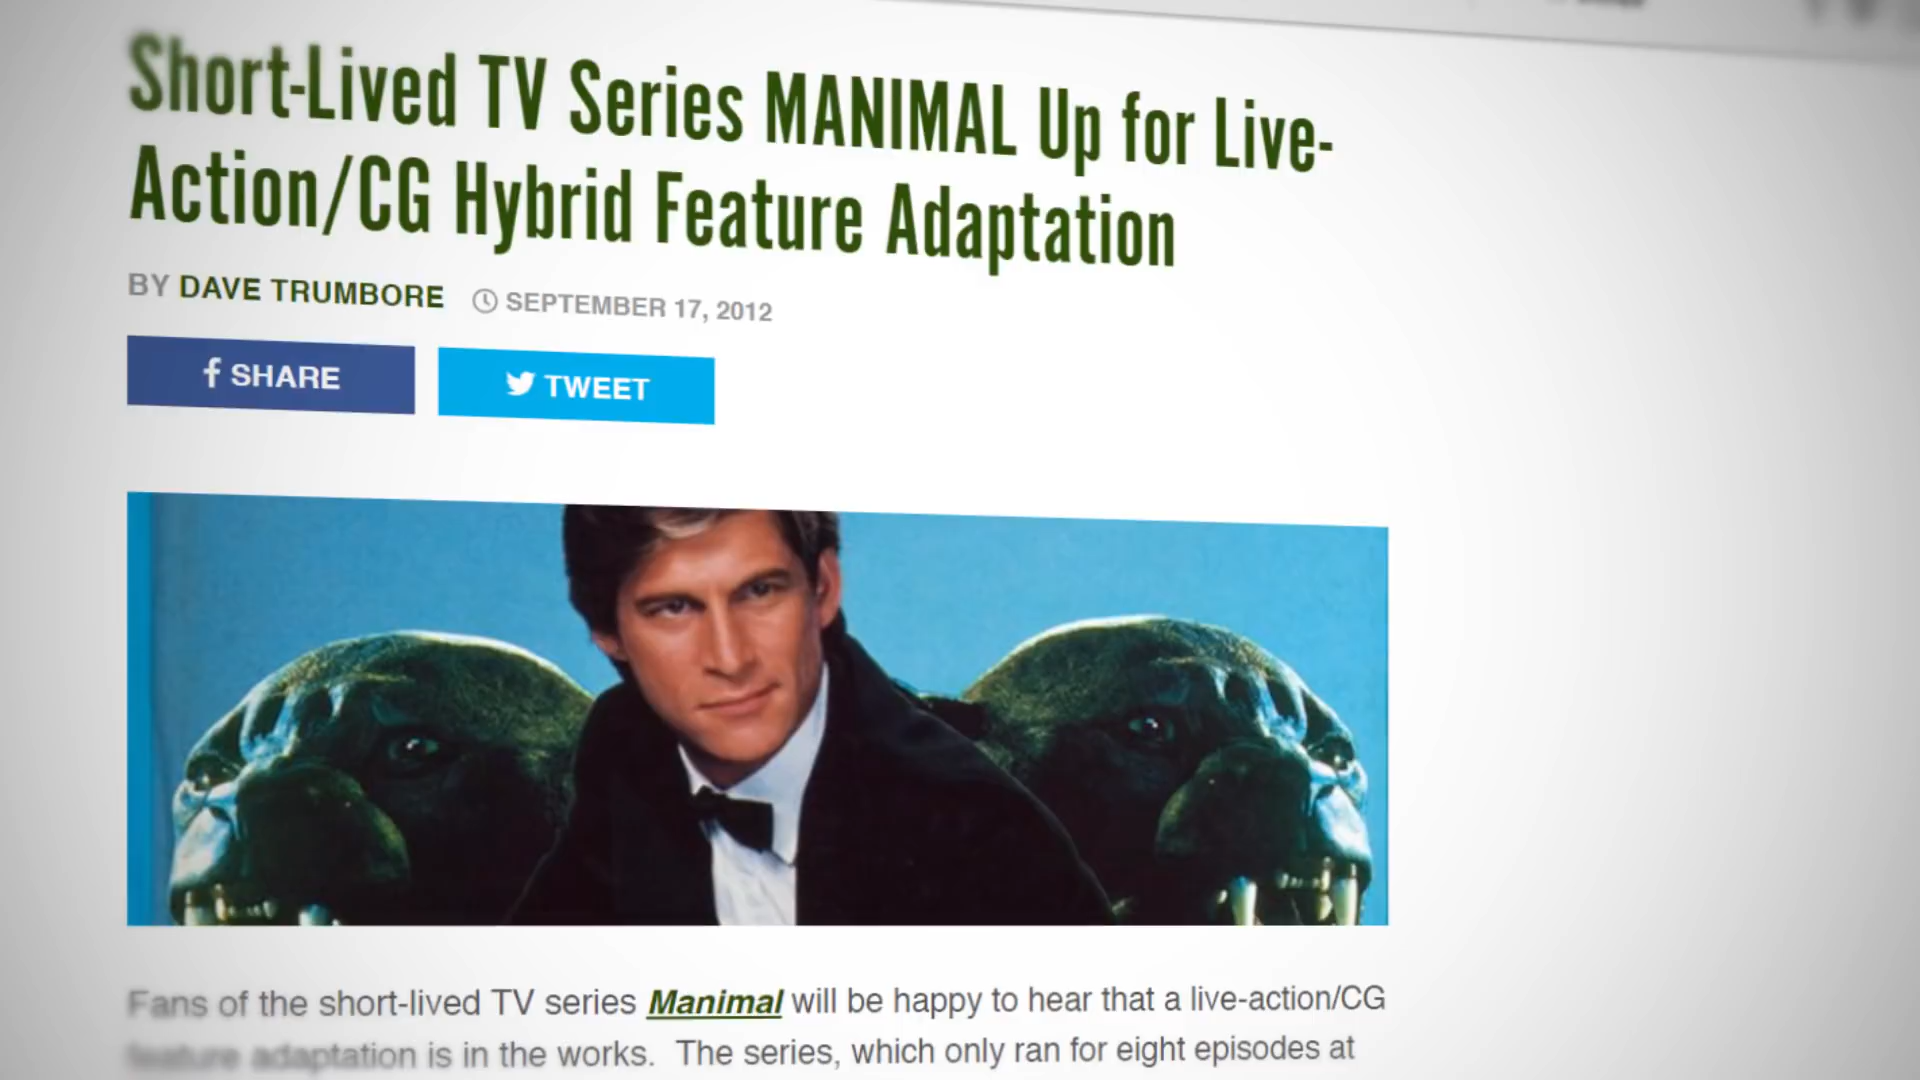 Short-Lived TV Series MANIMAL Up for Live-
Action/CG Hybrid Feature Adaptation
BY DAVE TRUMBORE SEPTEMBER 17, 2012
SHARE TWEET
Fans of the short-lived TV series Manimal will be happy to hear that a live-action/CG
feature adaptation is in the works. The series, which only ran for eight episodes at